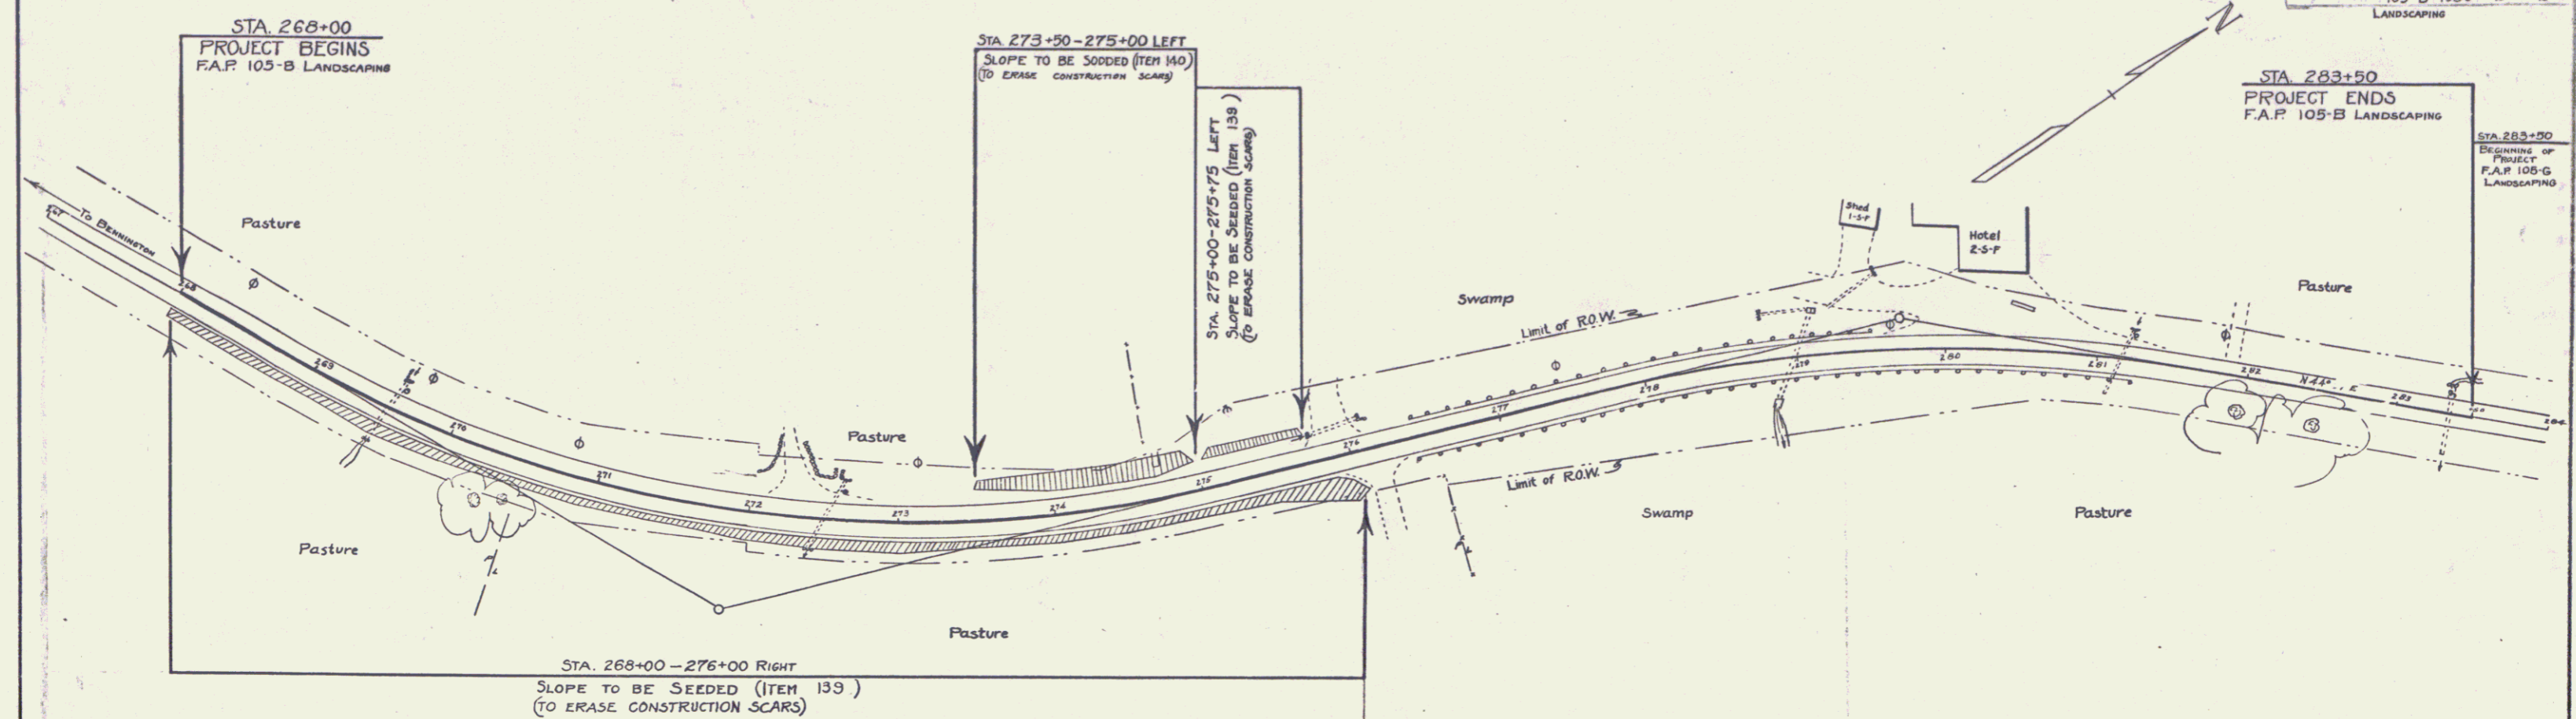 LANDSCAPING
STA. 268+00
PROJECT BEGINS
F.A.P. 105-B LANDSCAPING
STA. 273+50-275+00 LEFT
SLOPE TO BE SODDED (ITEM 140)
(TO ERASE CONSTRUCTION SCARS)
STA. 275+00-275+75 LEFT
SLOPE TO BE SEEDED (ITEM 139)
(TO ERASE CONSTRUCTION SCARS)
N
STA. 283+50
PROJECT ENDS
F.A.P. 105-B LANDSCAPING
STA. 283+50
BEGINNING OF
PROJECT
F.A.P. 105-G
LANDSCAPING
267
TO BENNINGTON
Pasture
Shed
1-S-F
Hotel
2-S-F
Swamp
Limit of R.O.W.
Pasture
268
269
270
271
272
273
274
275
276
277
278
279
280
281
282
N 44°
E
283
284
Pasture
Limit of R.O.W.
Swamp
Pasture
Pasture
Pasture
STA. 268+00 - 276+00 RIGHT
SLOPE TO BE SEEDED (ITEM 139)
(TO ERASE CONSTRUCTION SCARS)